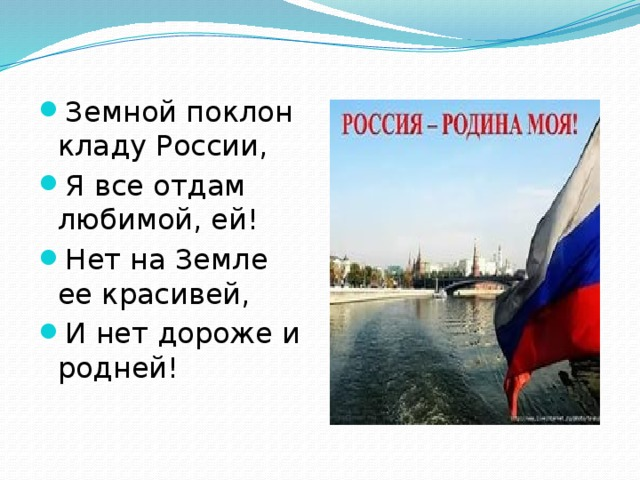 Земной поклон
кладу России,
Я все отдам
любимой, ей!
Нет на Земле
ее красивей,
И нет дороже и
родней!
РОССИЯ – РОДИНА МОЯ!